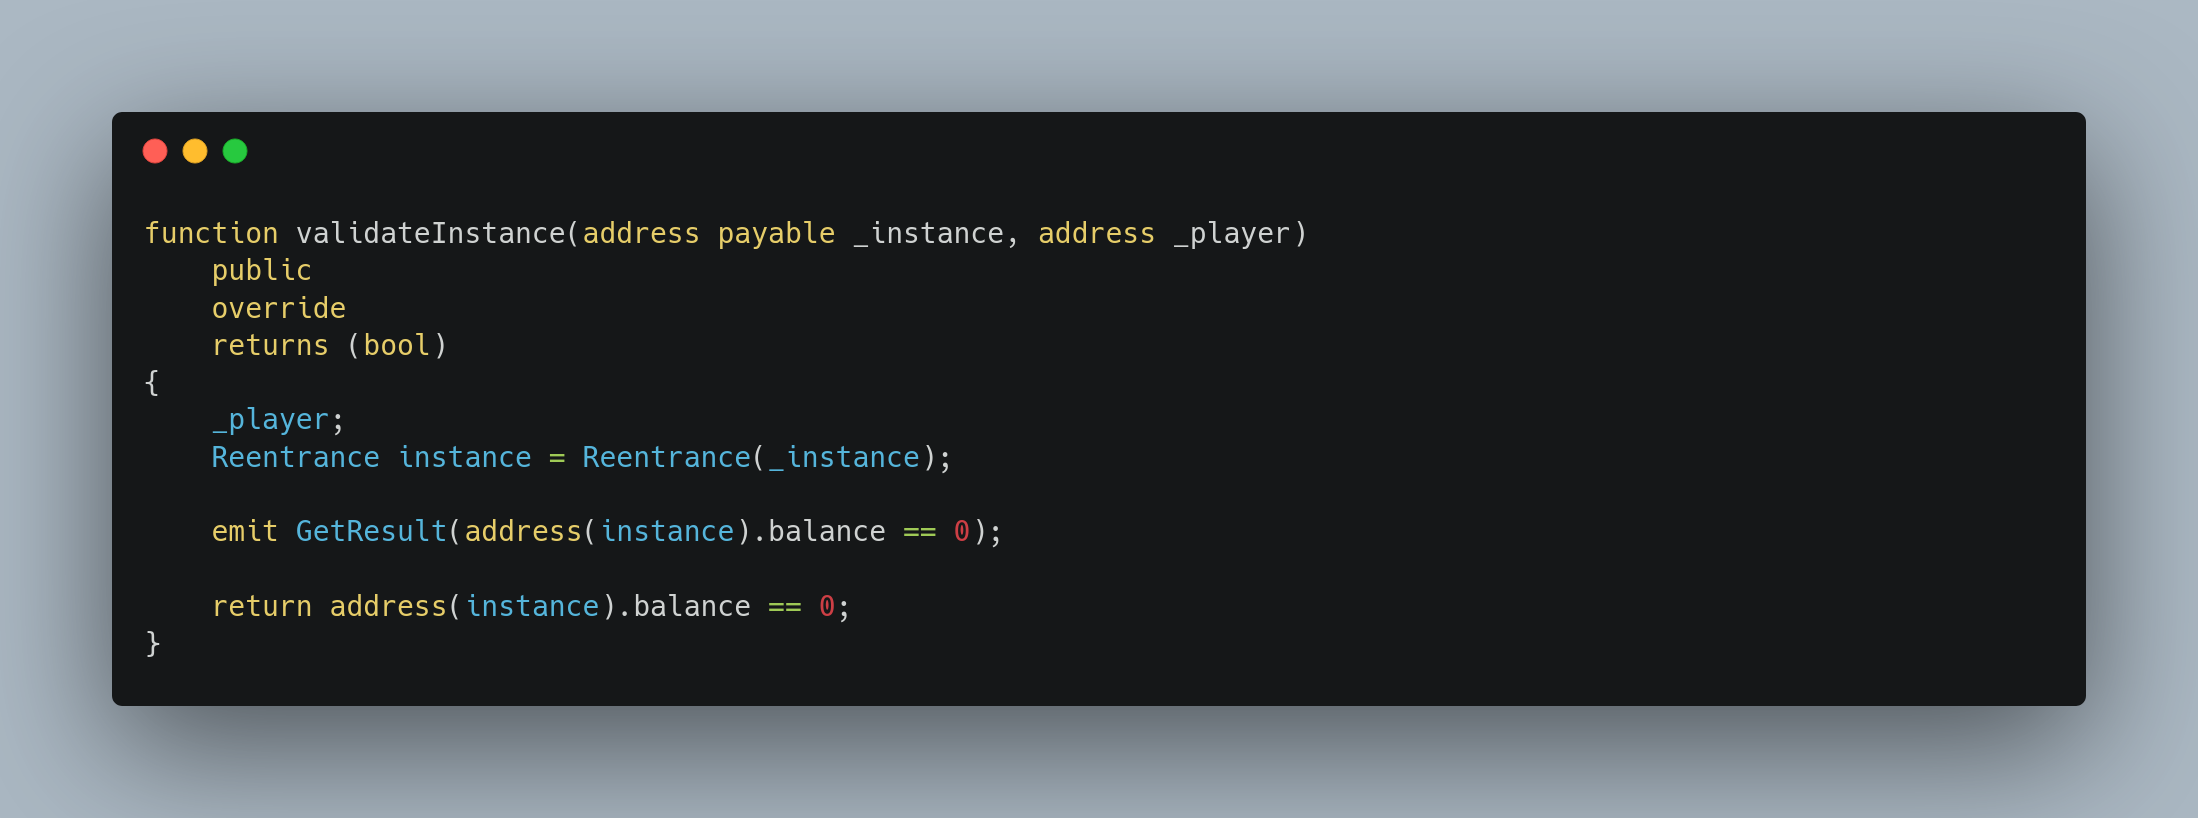 function validateInstance(address payable _instance, address _player)
    public
    override
    returns (bool)
{
    _player;
    Reentrance instance = Reentrance(_instance);

    emit GetResult(address(instance).balance == 0);

    return address(instance).balance == 0;
}